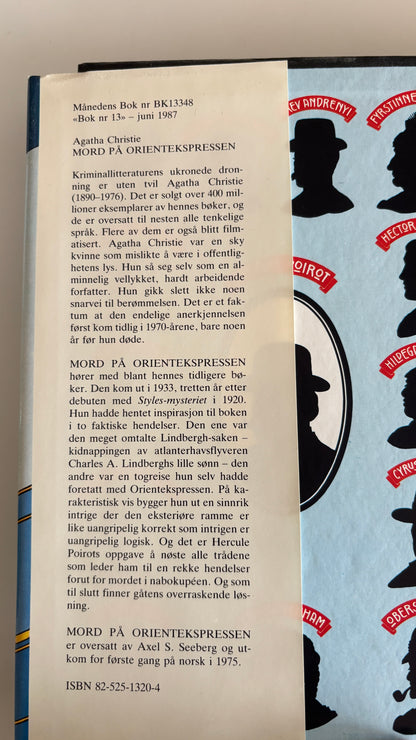 Månedens Bok nr BK13348
«Bok nr 13» – juni 1987
Agatha Christie
MORD PÅ ORIENTEKSPRESSEN
Kriminallitteraturens ukronede dron-
ning er uten tvil Agatha Christie
(1890–1976). Det er solgt over 400 mil-
lioner eksemplarer av hennes bøker, og
de er oversatt til nesten alle tenkelige
språk. Flere av dem er også blitt film-
atisert. Agatha Christie var en sky
kvinne som mislikte å være i offentlig-
hetens lys. Hun så seg selv som en al-
minnelig vellykket, hardt arbeidende
forfatter. Hun gikk slett ikke noen
snarvei til berømmelsen. Det er et fak-
tum at den endelige anerkjennelsen
først kom tidlig i 1970-årene, bare noen
år før hun døde.
MORD PÅ ORIENTEKSPRESSEN
hører med blant hennes tidligere bø-
ker. Den kom ut i 1933, tretten år etter
debuten med Styles-mysteriet i 1920.
Hun hadde hentet inspirasjon til boken
i to faktiske hendelser. Den ene var
den meget omtalte Lindbergh-saken –
kidnappingen av atlanterhavsflyveren
Charles A. Lindberghs lille sønn – den
andre var en togreise hun selv hadde
foretatt med Orientekspressen. På ka-
rakteristisk vis bygger hun ut en sinnrik
intrige der den eksteriøre ramme er
like uangripelig korrekt som intrigen er
uangripelig logisk. Og det er Hercule
Poirots oppgave å nøste alle trådene
som leder ham til en rekke hendelser
forut for mordet i nabokupéen. Og som
til slutt finner gåtens overraskende løs-
ning.
MORD PÅ ORIENTEKSPRESSEN
er oversatt av Axel S. Seeberg og ut-
kom for første gang på norsk i 1975.
ISBN 82-525-1320-4
EV ANDRENYI
FYRSTINNE
HECTOR
POIROT
HILDEG
CYRUS
HAM
OBERS